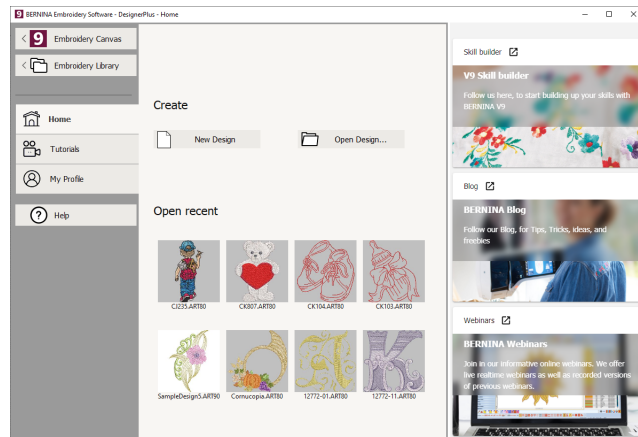 9 BERNINA Embroidery Software - DesignerPlus - Home
9 Embroidery Canvas
Embroidery Library
Home
Tutorials
My Profile
? Help
Create
New Design
Open Design...
Open recent
CJ235.ART80
CK807.ART80
CK104.ART80
CK103.ART80
SampleDesign5.ART90
Cornucopia.ART80
12772-01.ART80
12772-11.ART80
Skill builder
V9 Skill builder
Follow us here, to start building up your skills with
BERNINA V9
Blog
BERNINA Blog
Follow our Blog, for Tips, Tricks, ideas, and
freebies
Webinars
BERNINA Webinars
Join in our informative online webinars. We offer
live realtime webinars as well as recorded versions
of previous webinars.